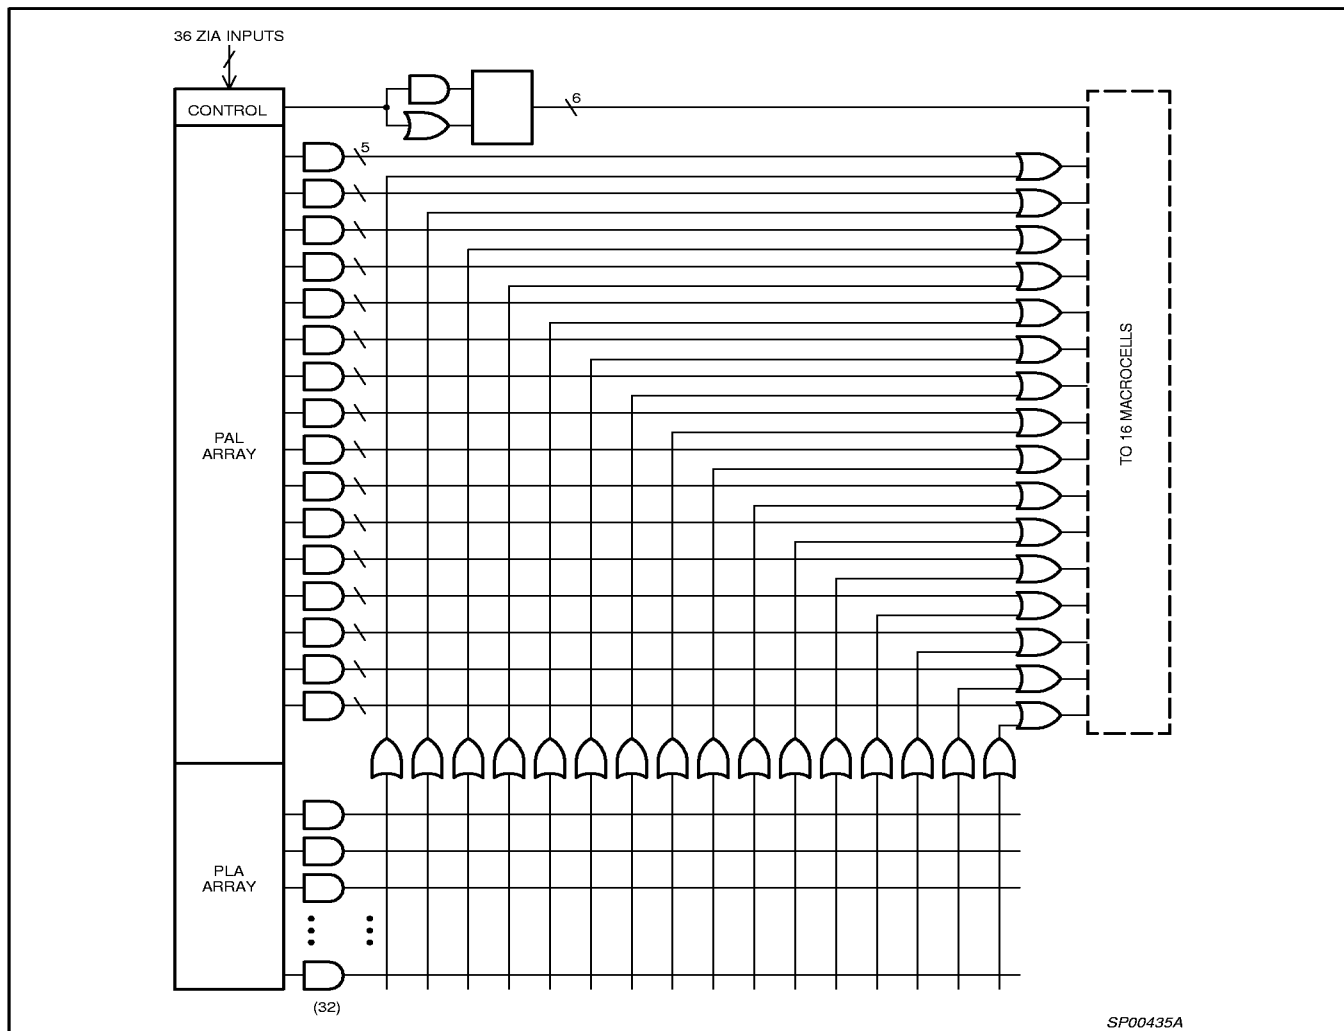 36 ZIA INPUTS
CONTROL
6
5
PAL
ARRAY
TO 16 MACROCELLS
PLA
ARRAY
(32)
SP00435A